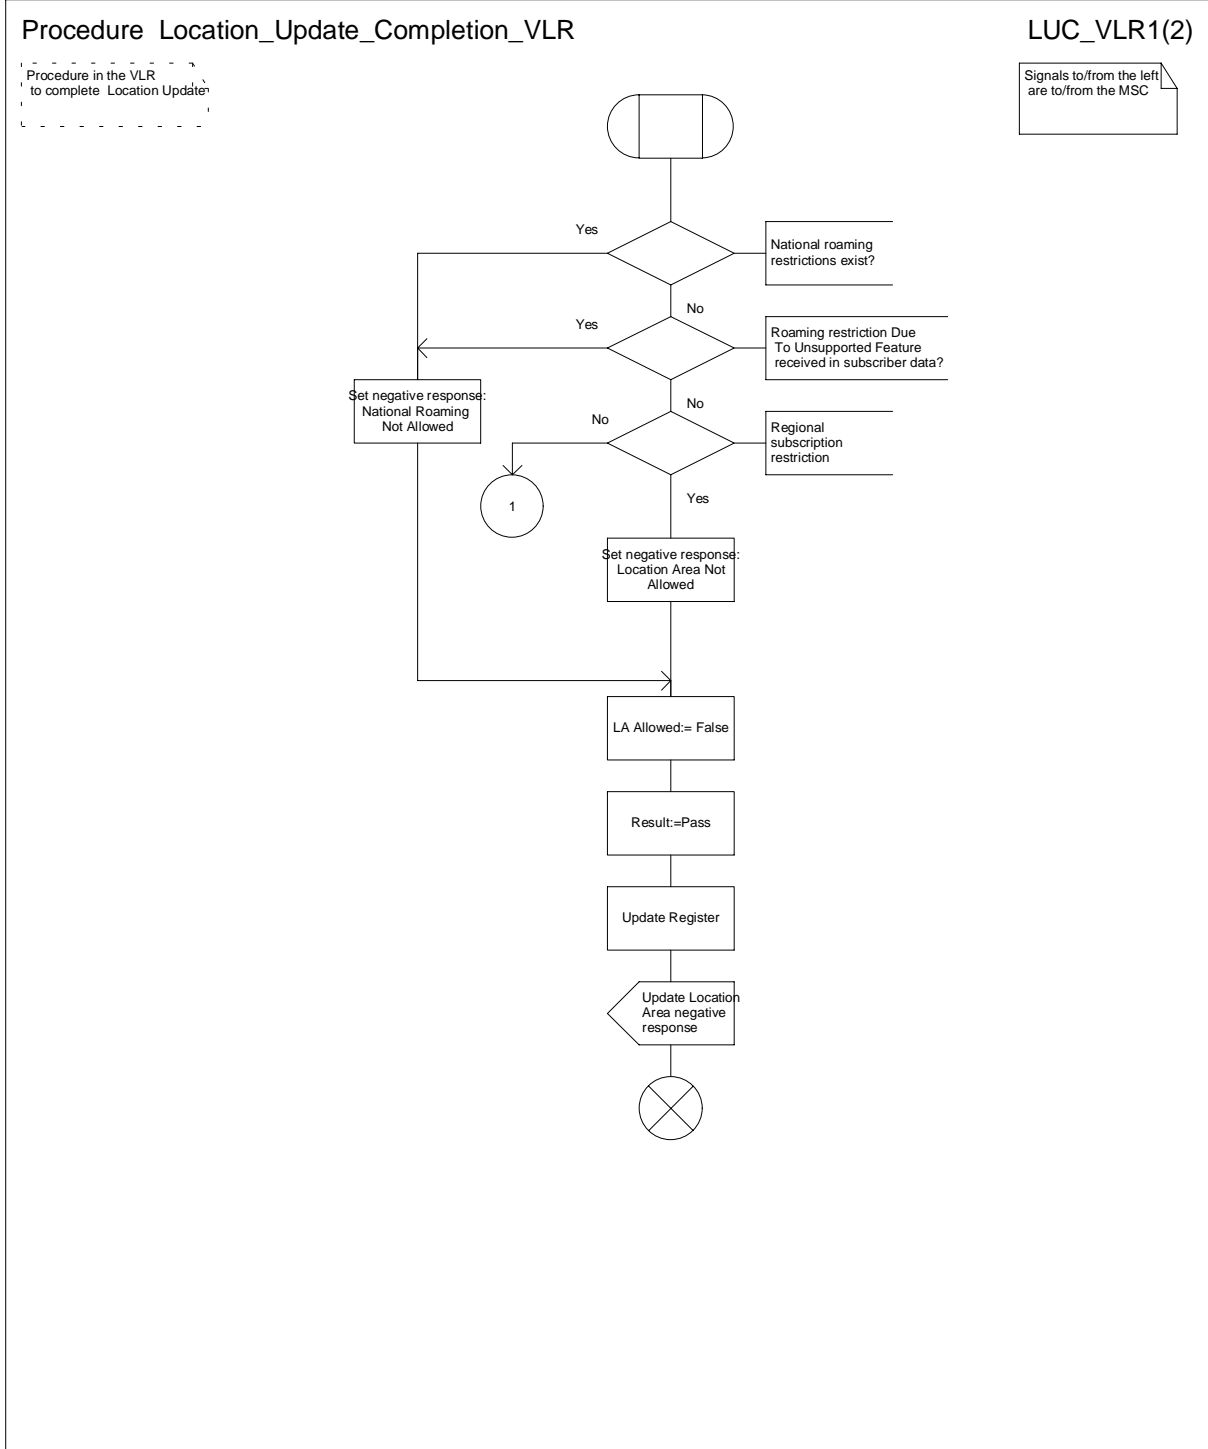 Procedure Location_Update_Completion_VLR
LUC_VLR1(2)
Procedure in the VLR
to complete Location Update
Signals to/from the left
are to/from the MSC
Yes
National roaming
restrictions exist?
No
Yes
Roaming restriction Due
To Unsupported Feature
received in subscriber data?
Set negative response:
National Roaming
Not Allowed
No
No
Regional
subscription
restriction
1
Yes
Set negative response:
Location Area Not
Allowed
LA Allowed:= False
Result:=Pass
Update Register
Update Location
Area negative
response